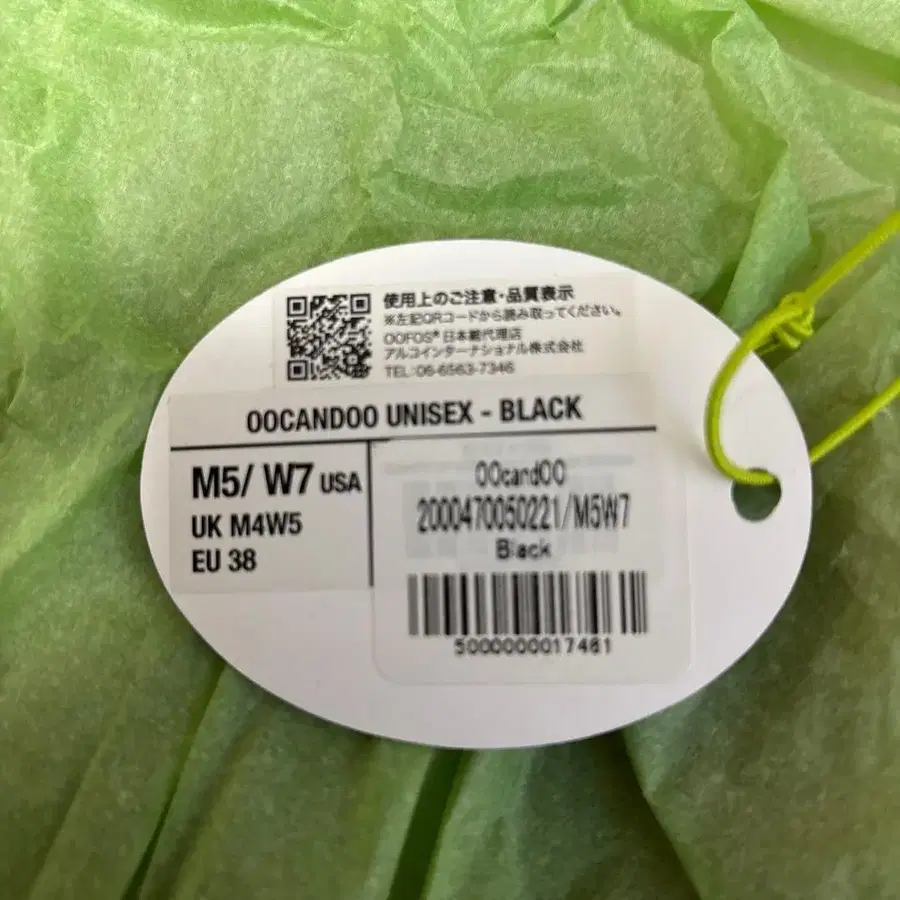 使用上のご注意・品質表示
※左記QRコードから読み取ってください。
OOFOS® 日本総代理店
アルコインターナショナル株式会社
TEL:06-6563-7346
OOCANDOO UNISEX - BLACK
M5/ W7 USA
UK M4W5
EU 38
OOcandOO
2000470050221/M5W7
Black
5000000017461